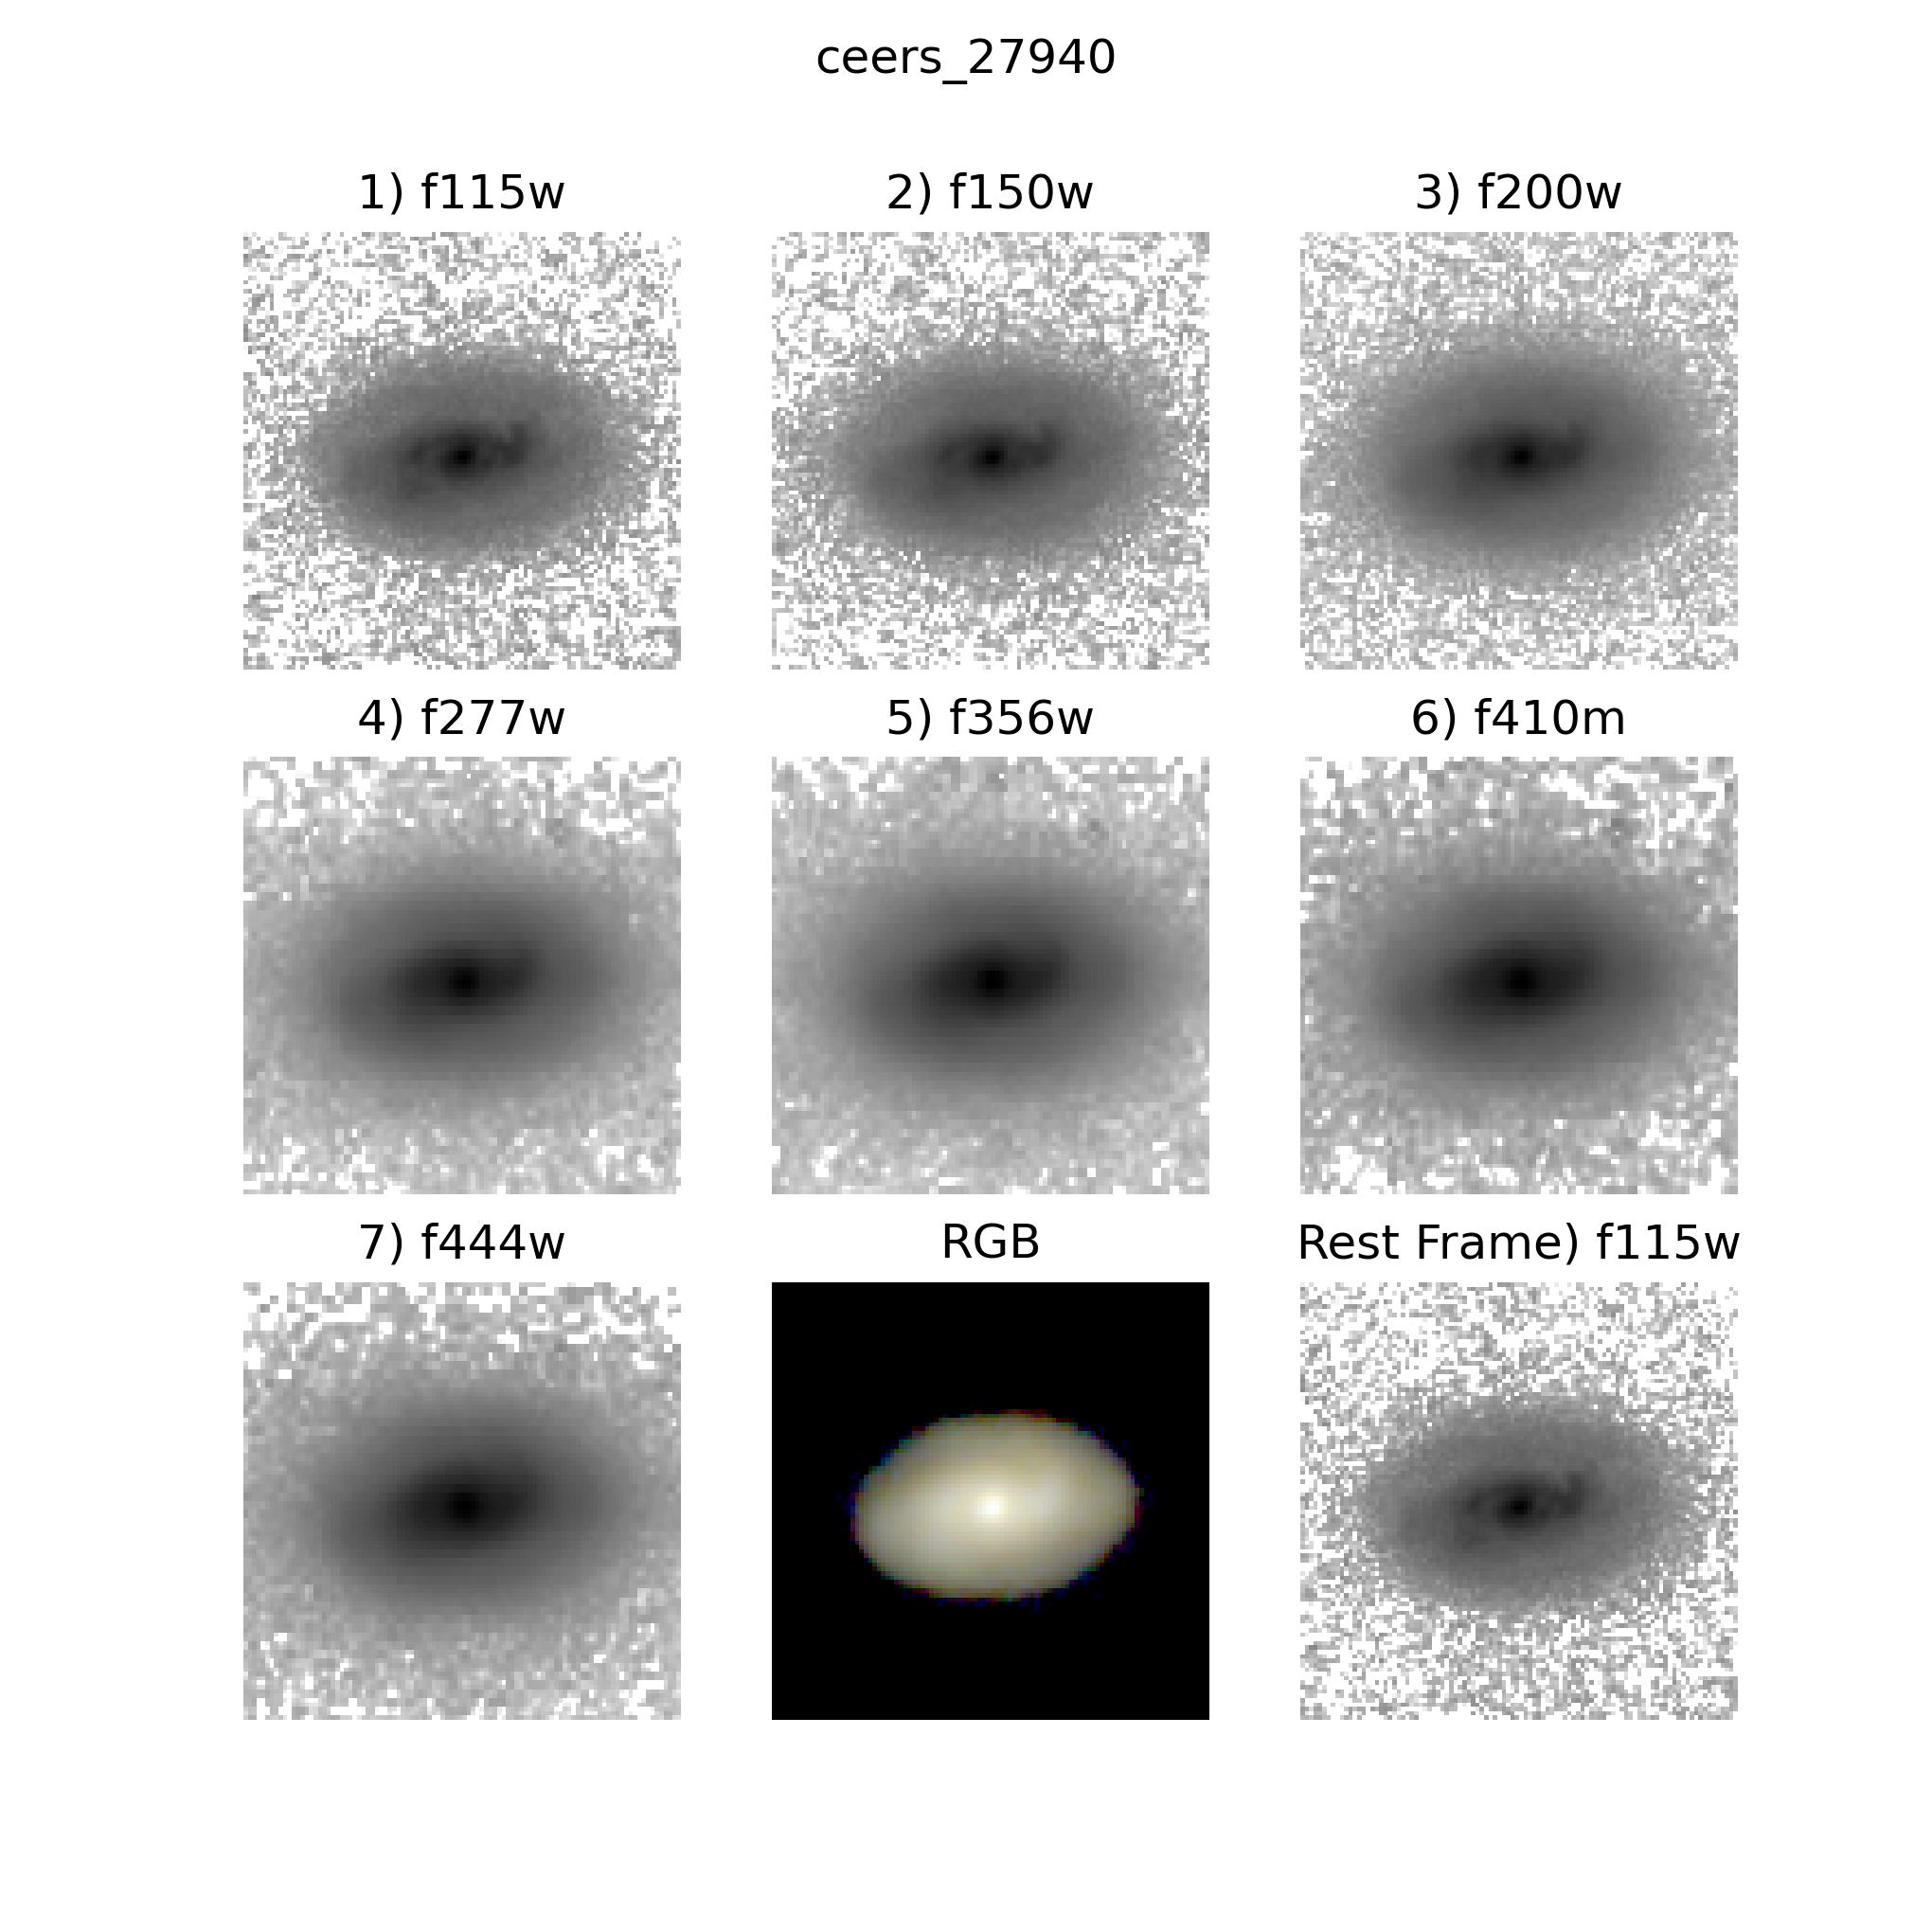 ceers_27940
1) f115w
2) f150w
3) f200w
4) f277w
5) f356w
6) f410m
7) f444w
RGB
Rest Frame) f115w